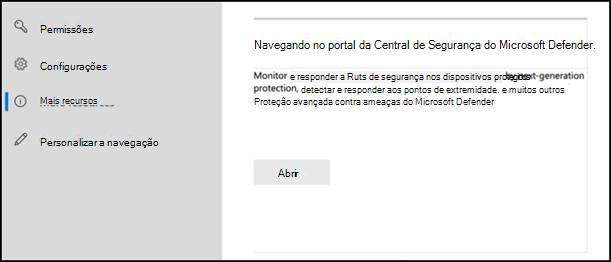 Permissões
Configurações
Mais recursos
Personalizar a navegação
Navegando no portal da Central de Segurança do Microsoft Defender.
Monitor e responder a Ruts de segurança nos dispositivos text-generation
protection, detectar e responder aos pontos de extremidade. e muitos outros
Proteção avançada contra ameaças do Microsoft Defender
Abrir